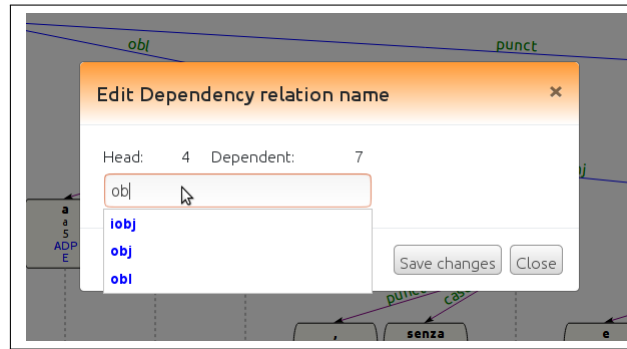 obl
punct
Edit Dependency relation name ×
Head: 4 Dependent: 7
ob
iobj
obj
obl
Save changes Close
a
a
5
ADP
E
punct
case
,
senza
e